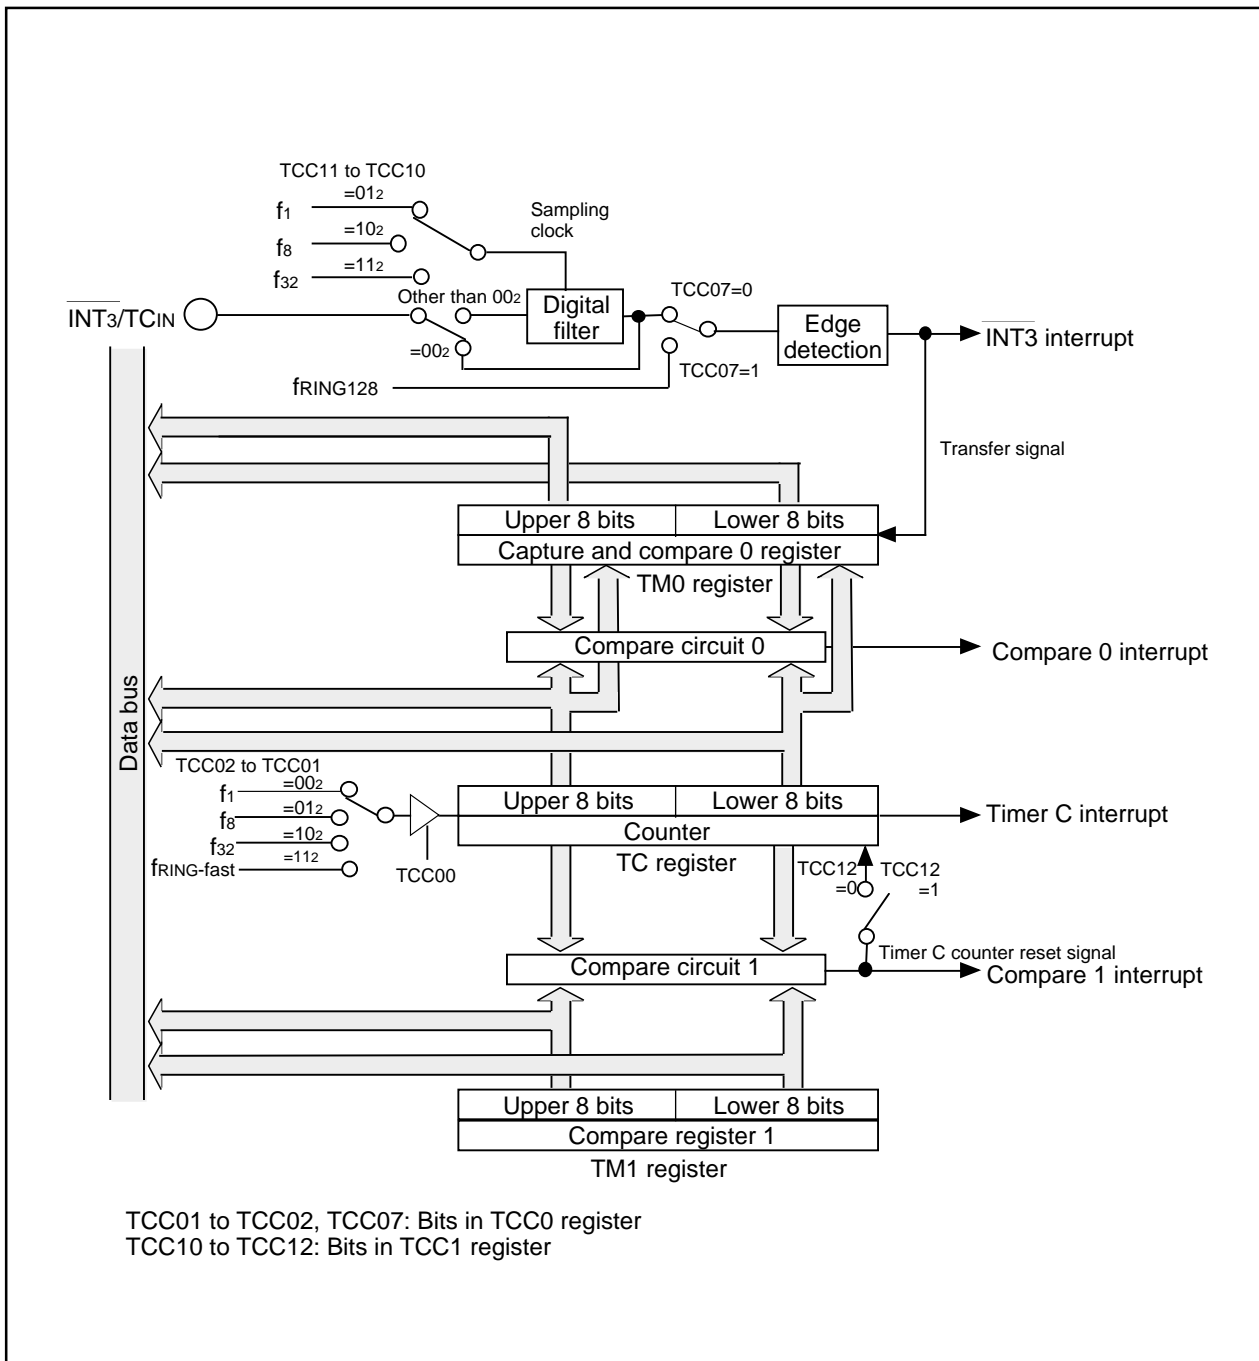 TCC11 to TCC10
=012
f1
Sampling
clock
=102
f8
=112
f32
Other than 002
TCC07=0
INT3/TCIN
Digital
filter
Edge
detection
INT3 interrupt
=002
TCC07=1
fRING128
Transfer signal
Upper 8 bits
Lower 8 bits
Capture and compare 0 register
TM0 register
Compare circuit 0
Compare 0 interrupt
Data bus
TCC02 to TCC01
=002
f1
=012
f8
=102
f32
=112
fRING-fast
TCC00
Upper 8 bits
Lower 8 bits
Counter
Timer C interrupt
TC register
TCC12
=0
TCC12
=1
Timer C counter reset signal
Compare circuit 1
Compare 1 interrupt
Upper 8 bits
Lower 8 bits
Compare register 1
TM1 register
TCC01 to TCC02, TCC07: Bits in TCC0 register
TCC10 to TCC12: Bits in TCC1 register